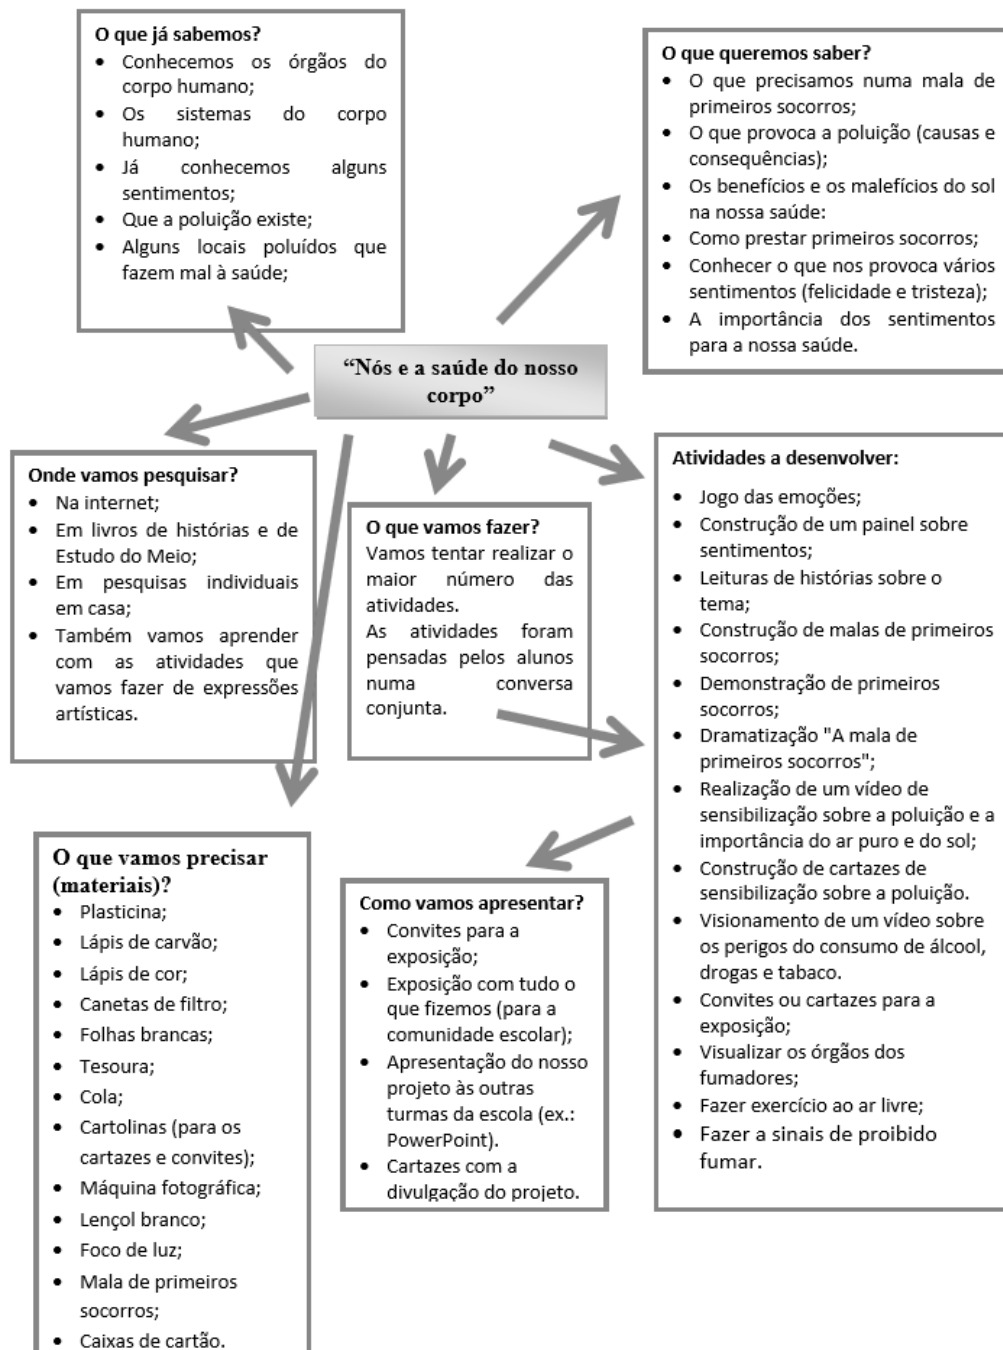 O que já sabemos?
• Conhecemos os órgãos do
corpo humano;
• Os sistemas do corpo
humano;
• Já conhecemos alguns
sentimentos;
• Que a poluição existe;
• Alguns locais poluídos que
fazem mal à saúde;
O que queremos saber?
• O que precisamos numa mala de
primeiros socorros;
• O que provoca a poluição (causas e
consequências);
• Os benefícios e os malefícios do sol
na nossa saúde:
• Como prestar primeiros socorros;
• Conhecer o que nos provoca vários
sentimentos (felicidade e tristeza);
• A importância dos sentimentos
para a nossa saúde.
“Nós e a saúde do nosso
corpo”
Onde vamos pesquisar?
• Na internet;
• Em livros de histórias e de
Estudo do Meio;
• Em pesquisas individuais
em casa;
• Também vamos aprender
com as atividades que
vamos fazer de expressões
artísticas.
O que vamos fazer?
Vamos tentar realizar o
maior número das
atividades.
As atividades foram
pensadas pelos alunos
numa conversa
conjunta.
Atividades a desenvolver:
• Jogo das emoções;
• Construção de um painel sobre
sentimentos;
• Leituras de histórias sobre o
tema;
• Construção de malas de primeiros
socorros;
• Demonstração de primeiros
socorros;
• Dramatização "A mala de
primeiros socorros";
• Realização de um vídeo de
sensibilização sobre a poluição e a
importância do ar puro e do sol;
• Construção de cartazes de
sensibilização sobre a poluição.
• Visionamento de um vídeo sobre
os perigos do consumo de álcool,
drogas e tabaco.
• Convites ou cartazes para a
exposição;
• Visualizar os órgãos dos
fumadores;
• Fazer exercício ao ar livre;
• Fazer a sinais de proibido
fumar.
O que vamos precisar
(materiais)?
• Plasticina;
• Lápis de carvão;
• Lápis de cor;
• Canetas de filtro;
• Folhas brancas;
• Tesoura;
• Cola;
• Cartolinas (para os
cartazes e convites);
• Máquina fotográfica;
• Lençol branco;
• Foco de luz;
• Mala de primeiros
socorros;
• Caixas de cartão.
Como vamos apresentar?
• Convites para a
exposição;
• Exposição com tudo o
que fizemos (para a
comunidade escolar);
• Apresentação do nosso
projeto às outras
turmas da escola (ex.:
PowerPoint).
• Cartazes com a
divulgação do projeto.